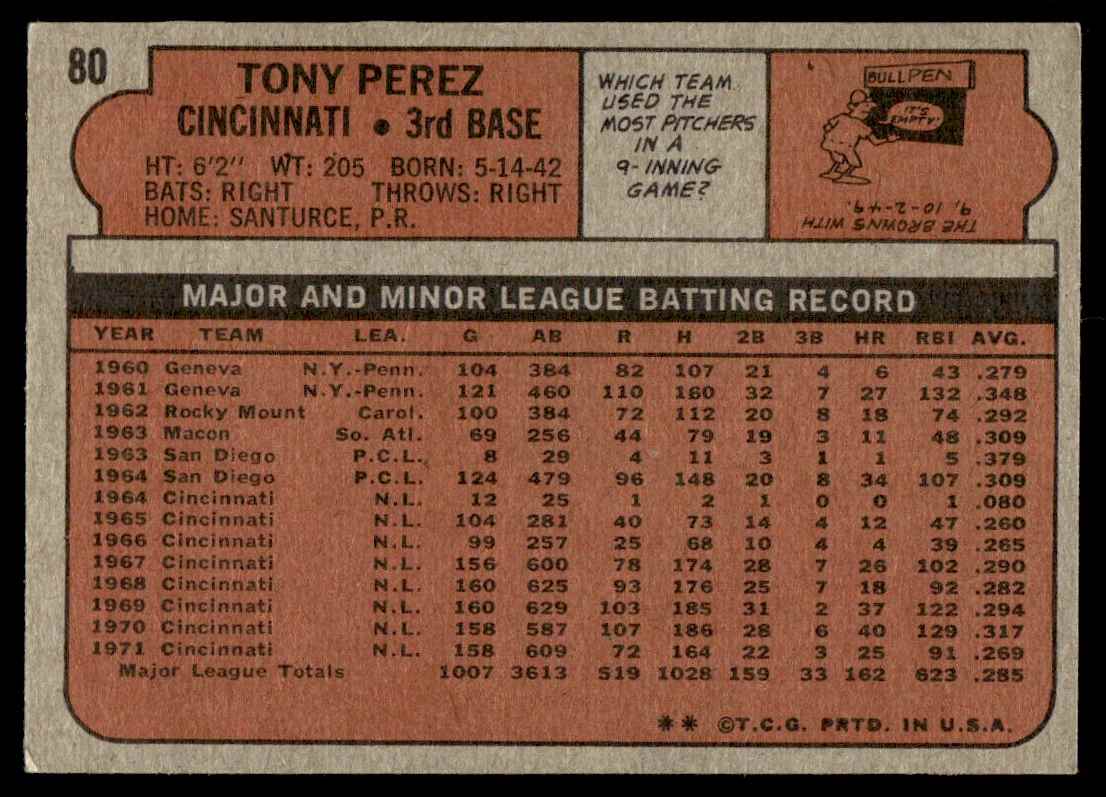 80
TONY PEREZ
CINCINNATI • 3rd BASE
HT: 6'2" WT: 205 BORN: 5-14-42
BATS: RIGHT THROWS: RIGHT
HOME: SANTURCE, P.R.
WHICH TEAM
USED THE
MOST PITCHERS
IN A
9-INNING
GAME?
BULLPEN
IT'S
EMPTY!
THE BROWNS WITH
9, 10-2-49.
MAJOR AND MINOR LEAGUE BATTING RECORD
YEAR TEAM LEA. G AB R H 2B 3B HR RBI AVG.
1960 Geneva N.Y.-Penn. 104 384 82 107 21 4 6 43 .279
1961 Geneva N.Y.-Penn. 121 460 110 160 32 7 27 132 .348
1962 Rocky Mount Carol. 100 384 72 112 20 8 18 74 .292
1963 Macon So. Atl. 69 256 44 79 19 3 11 48 .309
1963 San Diego P.C.L. 8 29 4 11 3 1 1 5 .379
1964 San Diego P.C.L. 124 479 96 148 20 8 34 107 .309
1964 Cincinnati N.L. 12 25 1 2 1 0 0 1 .080
1965 Cincinnati N.L. 104 281 40 73 14 4 12 47 .260
1966 Cincinnati N.L. 99 257 25 68 10 4 4 39 .265
1967 Cincinnati N.L. 156 600 78 174 28 7 26 102 .290
1968 Cincinnati N.L. 160 625 93 176 25 7 18 92 .282
1969 Cincinnati N.L. 160 629 103 185 31 2 37 122 .294
1970 Cincinnati N.L. 158 587 107 186 28 6 40 129 .317
1971 Cincinnati N.L. 158 609 72 164 22 3 25 91 .269
Major League Totals 1007 3613 519 1028 159 33 162 623 .285
** ©T.C.G. PRTD. IN U.S.A.